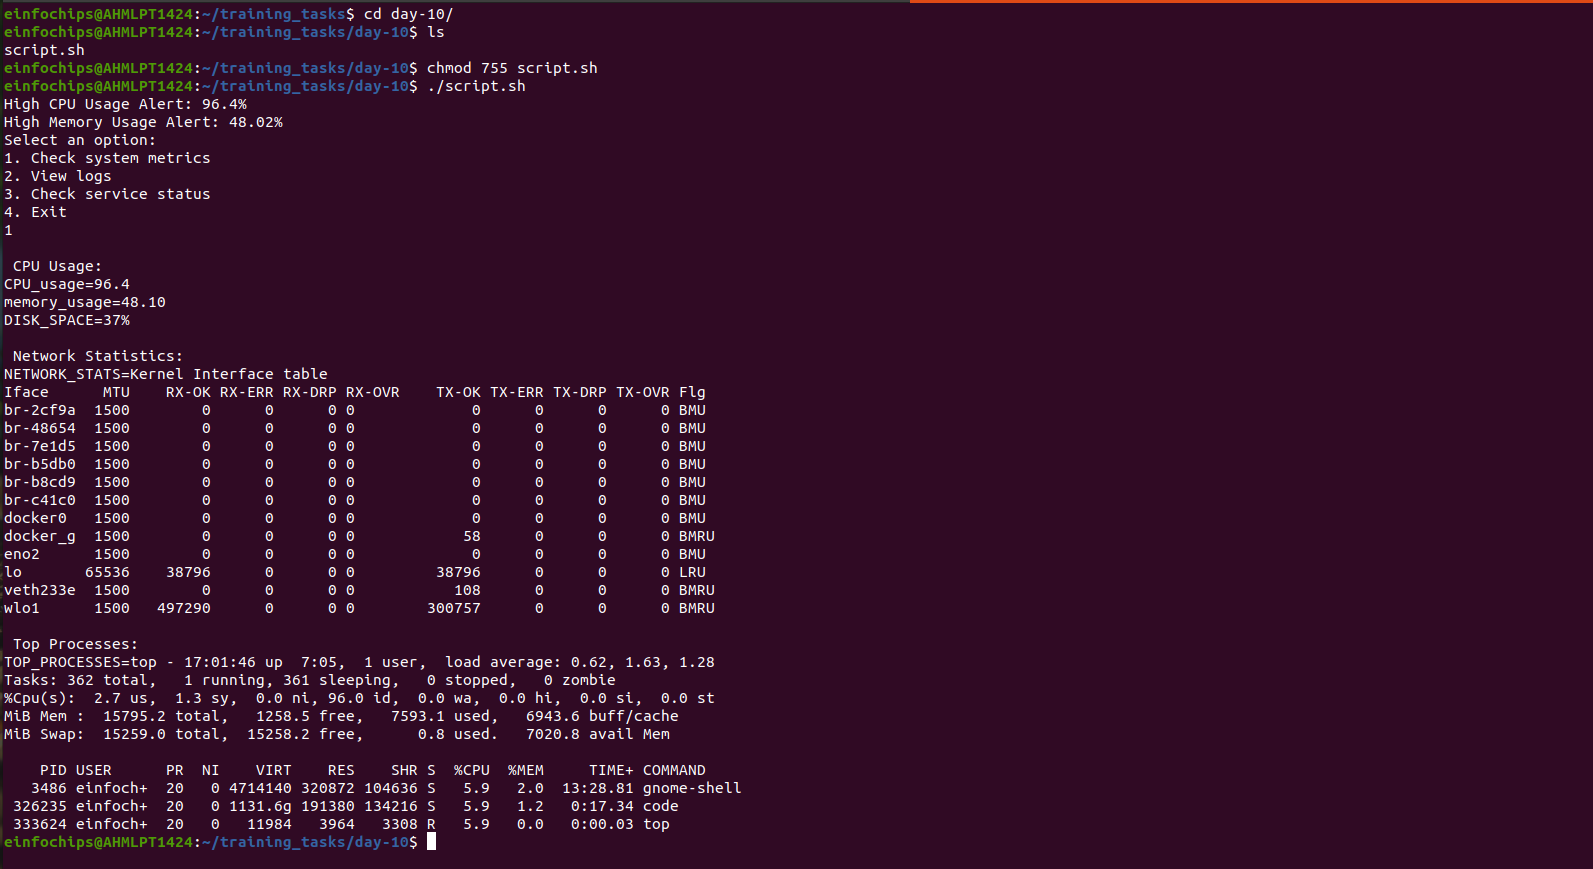 einfochips@AHMLPT1424:~/training_tasks$ cd day-10/
einfochips@AHMLPT1424:~/training_tasks/day-10$ ls
script.sh
einfochips@AHMLPT1424:~/training_tasks/day-10$ chmod 755 script.sh
einfochips@AHMLPT1424:~/training_tasks/day-10$ ./script.sh
High CPU Usage Alert: 96.4%
High Memory Usage Alert: 48.02%
Select an option:
1. Check system metrics
2. View logs
3. Check service status
4. Exit
1
 CPU Usage:
CPU_usage=96.4
memory_usage=48.10
DISK_SPACE=37%
 Network Statistics:
NETWORK_STATS=Kernel Interface table
Iface      MTU    RX-OK RX-ERR RX-DRP RX-OVR    TX-OK TX-ERR TX-DRP TX-OVR Flg
br-2cf9a  1500        0      0      0 0             0      0      0      0 BMU
br-48654  1500        0      0      0 0             0      0      0      0 BMU
br-7e1d5  1500        0      0      0 0             0      0      0      0 BMU
br-b5db0  1500        0      0      0 0             0      0      0      0 BMU
br-b8cd9  1500        0      0      0 0             0      0      0      0 BMU
br-c41c0  1500        0      0      0 0             0      0      0      0 BMU
docker0   1500        0      0      0 0             0      0      0      0 BMU
docker_g  1500        0      0      0 0            58      0      0      0 BMRU
eno2      1500        0      0      0 0             0      0      0      0 BMU
lo       65536    38796      0      0 0         38796      0      0      0 LRU
veth233e  1500        0      0      0 0           108      0      0      0 BMRU
wlo1      1500   497290      0      0 0        300757      0      0      0 BMRU
 Top Processes:
TOP_PROCESSES=top - 17:01:46 up  7:05,  1 user,  load average: 0.62, 1.63, 1.28
Tasks: 362 total,   1 running, 361 sleeping,   0 stopped,   0 zombie
%Cpu(s):  2.7 us,  1.3 sy,  0.0 ni, 96.0 id,  0.0 wa,  0.0 hi,  0.0 si,  0.0 st
MiB Mem :  15795.2 total,   1258.5 free,   7593.1 used,   6943.6 buff/cache
MiB Swap:  15259.0 total,  15258.2 free,      0.8 used.   7020.8 avail Mem
    PID USER      PR  NI    VIRT    RES    SHR S  %CPU  %MEM     TIME+ COMMAND
   3486 einfoch+  20   0 4714140 320872 104636 S   5.9   2.0  13:28.81 gnome-shell
 326235 einfoch+  20   0 1131.6g 191380 134216 S   5.9   1.2   0:17.34 code
 333624 einfoch+  20   0   11984   3964   3308 R   5.9   0.0   0:00.03 top
einfochips@AHMLPT1424:~/training_tasks/day-10$